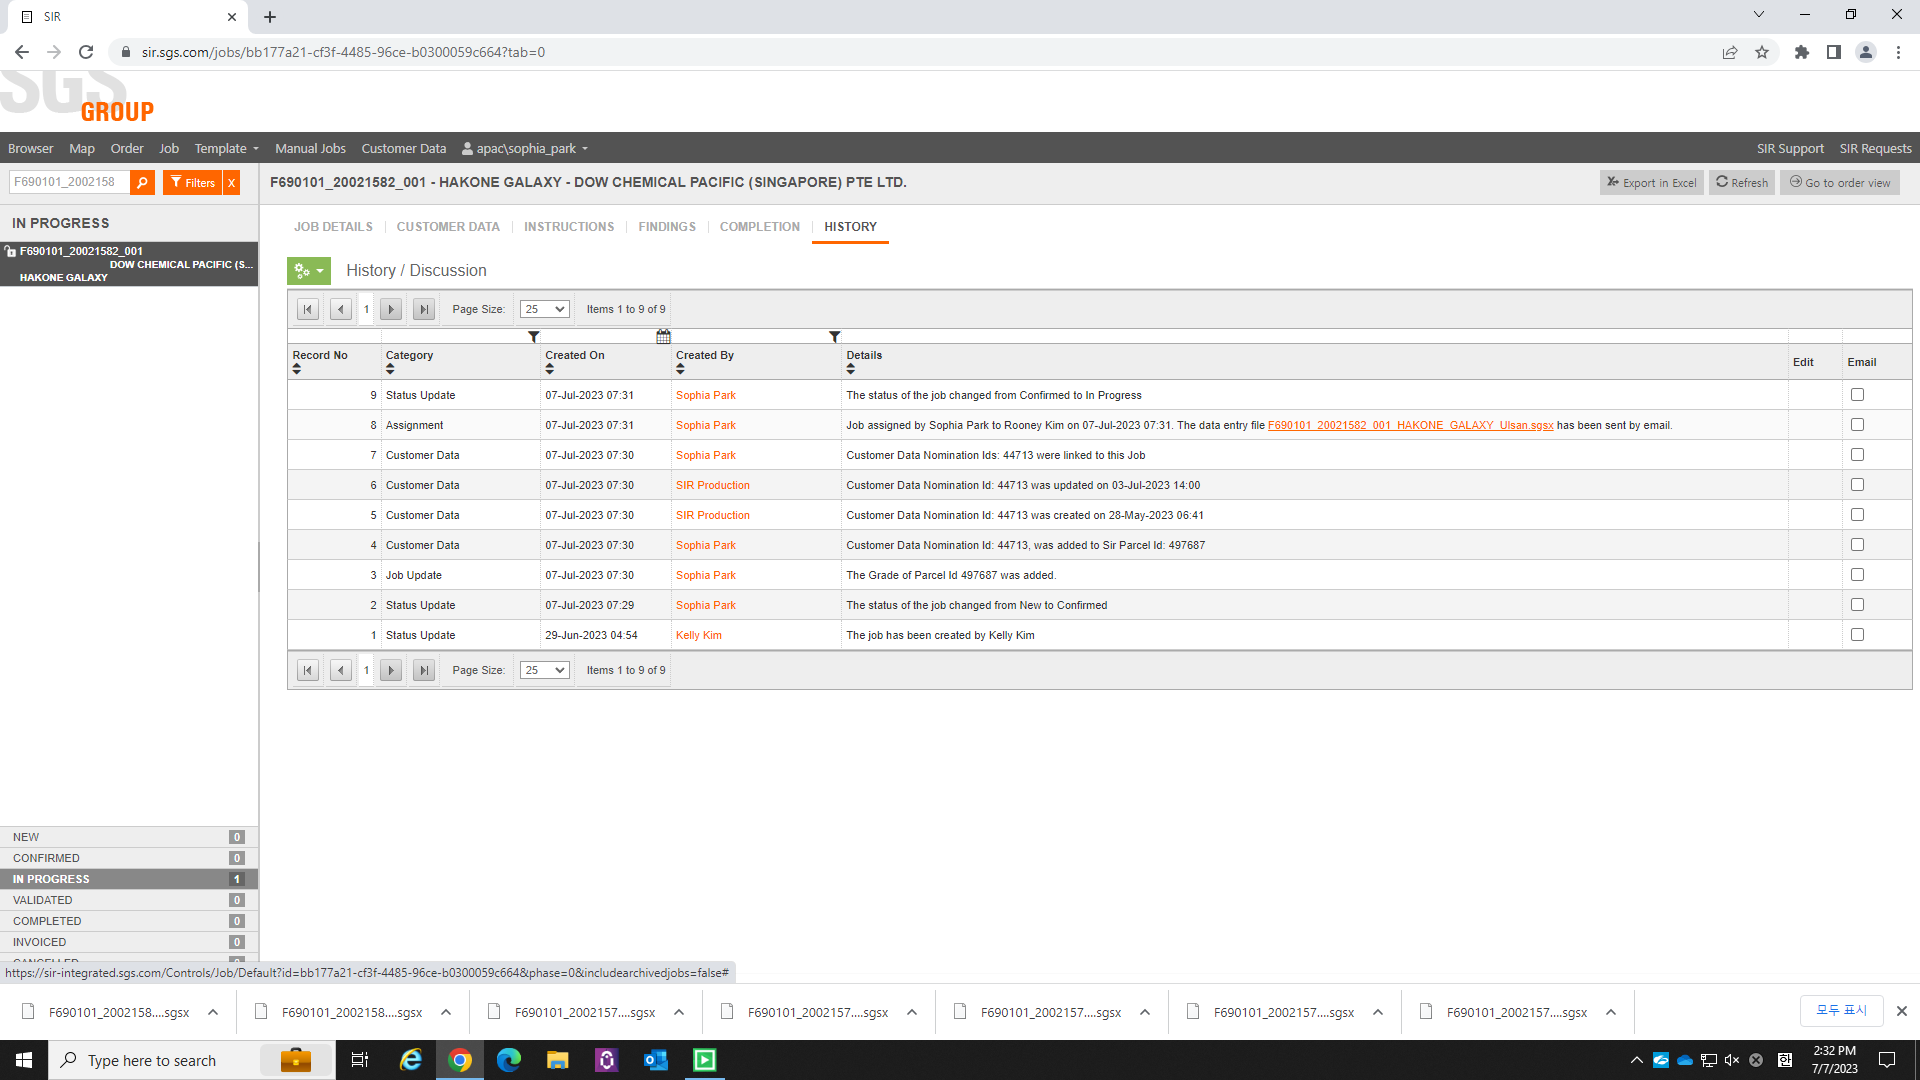 SIR
sir.sgs.com/jobs/bb177a21-cf3f-4485-96ce-b0300059c664?tab=0
SGS
GROUP
Browser Map Order Job Template Manual Jobs Customer Data apac\sophia_park SIR Support SIR Requests
F690101_2002158 Filters X
F690101_20021582_001 - HAKONE GALAXY - DOW CHEMICAL PACIFIC (SINGAPORE) PTE LTD.
Export in Excel Refresh Go to order view
IN PROGRESS
F690101_20021582_001
DOW CHEMICAL PACIFIC (S...
HAKONE GALAXY
JOB DETAILS CUSTOMER DATA INSTRUCTIONS FINDINGS COMPLETION HISTORY
History / Discussion
1 Page Size: 25 Items 1 to 9 of 9
Record No Category Created On Created By Details Edit Email
9 Status Update 07-Jul-2023 07:31 Sophia Park The status of the job changed from Confirmed to In Progress
8 Assignment 07-Jul-2023 07:31 Sophia Park Job assigned by Sophia Park to Rooney Kim on 07-Jul-2023 07:31. The data entry file F690101_20021582_001_HAKONE_GALAXY_Ulsan.sgsx has been sent by email.
7 Customer Data 07-Jul-2023 07:30 Sophia Park Customer Data Nomination Ids: 44713 were linked to this Job
6 Customer Data 07-Jul-2023 07:30 SIR Production Customer Data Nomination Id: 44713 was updated on 03-Jul-2023 14:00
5 Customer Data 07-Jul-2023 07:30 SIR Production Customer Data Nomination Id: 44713 was created on 28-May-2023 06:41
4 Customer Data 07-Jul-2023 07:30 Sophia Park Customer Data Nomination Id: 44713, was added to Sir Parcel Id: 497687
3 Job Update 07-Jul-2023 07:30 Sophia Park The Grade of Parcel Id 497687 was added.
2 Status Update 07-Jul-2023 07:29 Sophia Park The status of the job changed from New to Confirmed
1 Status Update 29-Jun-2023 04:54 Kelly Kim The job has been created by Kelly Kim
1 Page Size: 25 Items 1 to 9 of 9
NEW 0
CONFIRMED 0
IN PROGRESS 1
VALIDATED 0
COMPLETED 0
INVOICED 0
CANCELLED 0
https://sir-integrated.sgs.com/Controls/Job/Default?id=bb177a21-cf3f-4485-96ce-b0300059c664&phase=0&includearchivedjobs=false#
F690101_2002158....sgsx F690101_2002158....sgsx F690101_2002157....sgsx F690101_2002157....sgsx F690101_2002157....sgsx F690101_2002157....sgsx F690101_2002157....sgsx 모두 표시
Type here to search
한
2:32 PM
7/7/2023